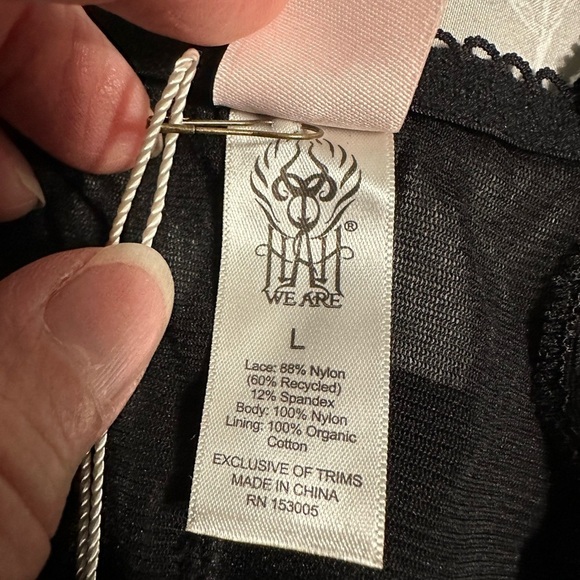 HAH®
WE ARE
L
Lace: 88% Nylon
(60% Recycled)
12% Spandex
Body: 100% Nylon
Lining: 100% Organic
Cotton
EXCLUSIVE OF TRIMS
MADE IN CHINA
RN 153005